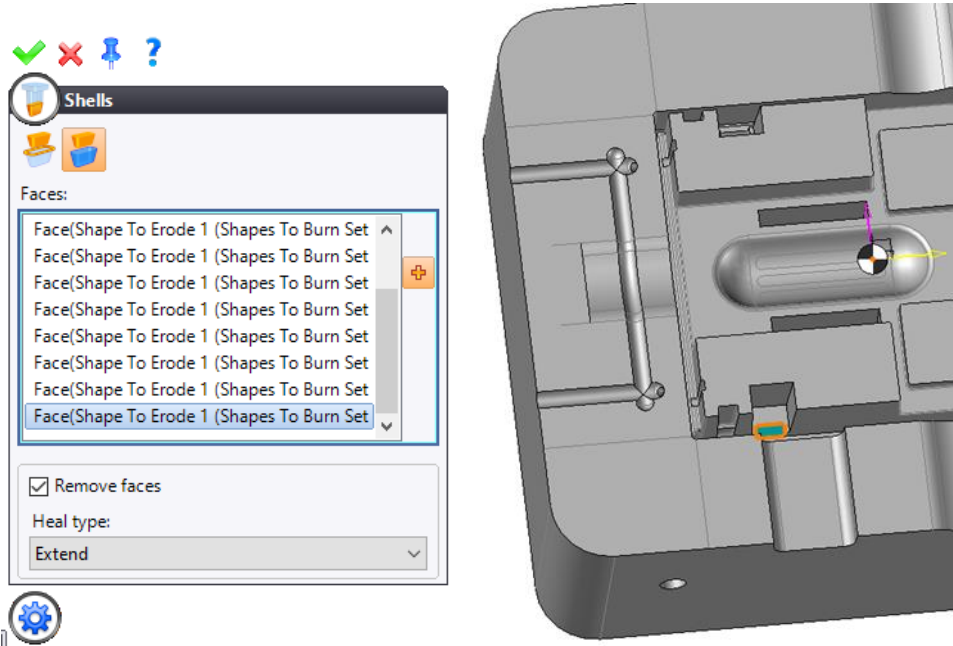 ?
Shells
Faces:
Face(Shape To Erode 1 (Shapes To Burn Set
Face(Shape To Erode 1 (Shapes To Burn Set
Face(Shape To Erode 1 (Shapes To Burn Set
Face(Shape To Erode 1 (Shapes To Burn Set
Face(Shape To Erode 1 (Shapes To Burn Set
Face(Shape To Erode 1 (Shapes To Burn Set
Face(Shape To Erode 1 (Shapes To Burn Set
Face(Shape To Erode 1 (Shapes To Burn Set
Remove faces
Heal type:
Extend